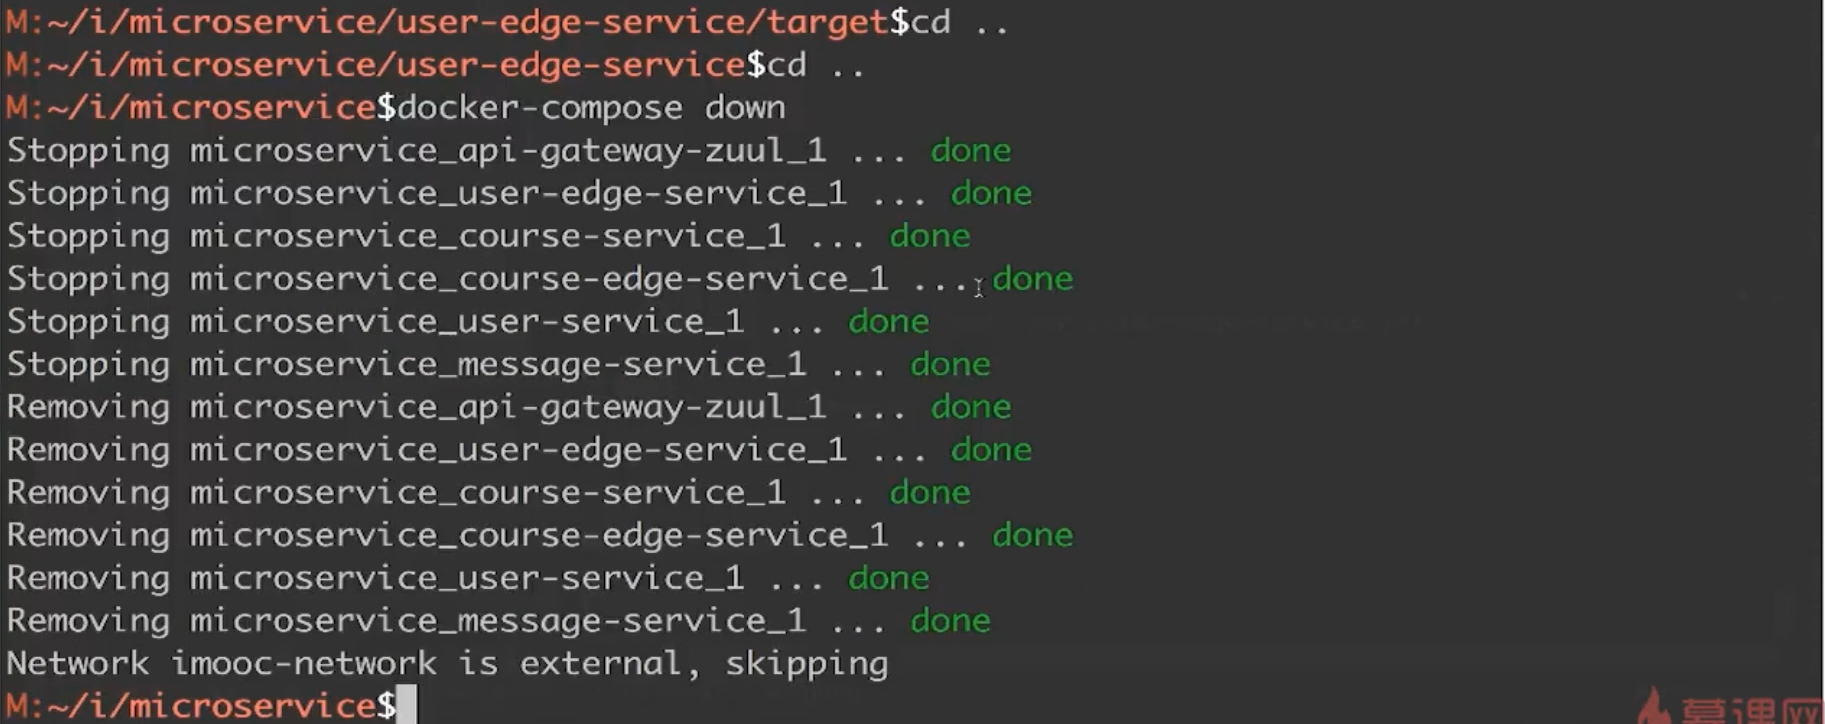 M:~/i/microservice/user-edge-service/target$cd ..
M:~/i/microservice/user-edge-service$cd ..
M:~/i/microservice$docker-compose down
Stopping microservice_api-gateway-zuul_1 ... done
Stopping microservice_user-edge-service_1 ... done
Stopping microservice_course-service_1 ... done
Stopping microservice_course-edge-service_1 ... done
Stopping microservice_user-service_1 ... done
Stopping microservice_message-service_1 ... done
Removing microservice_api-gateway-zuul_1 ... done
Removing microservice_user-edge-service_1 ... done
Removing microservice_course-service_1 ... done
Removing microservice_course-edge-service_1 ... done
Removing microservice_user-service_1 ... done
Removing microservice_message-service_1 ... done
Network imooc-network is external, skipping
M:~/i/microservice$
慕课网